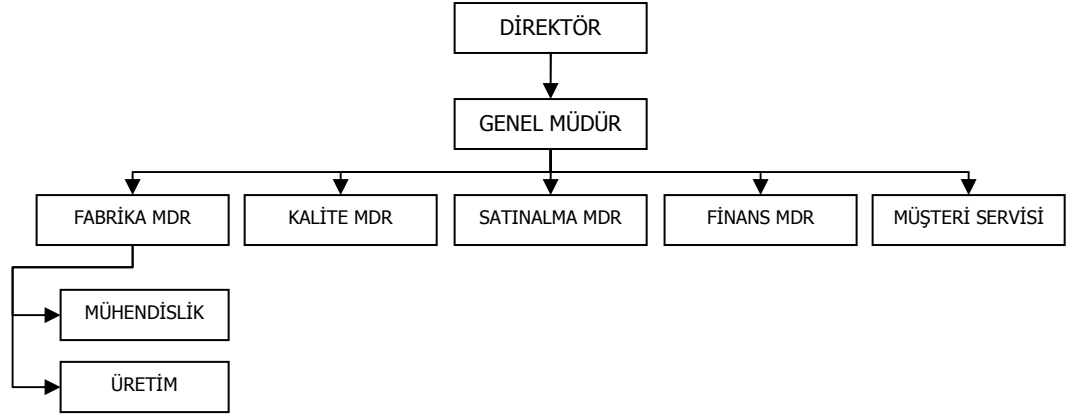 DİREKTÖR
GENEL MÜDÜR
FABRİKA MDR
KALİTE MDR
SATINALMA MDR
FİNANS MDR
MÜŞTERİ SERVİSİ
MÜHENDİSLİK
ÜRETİM